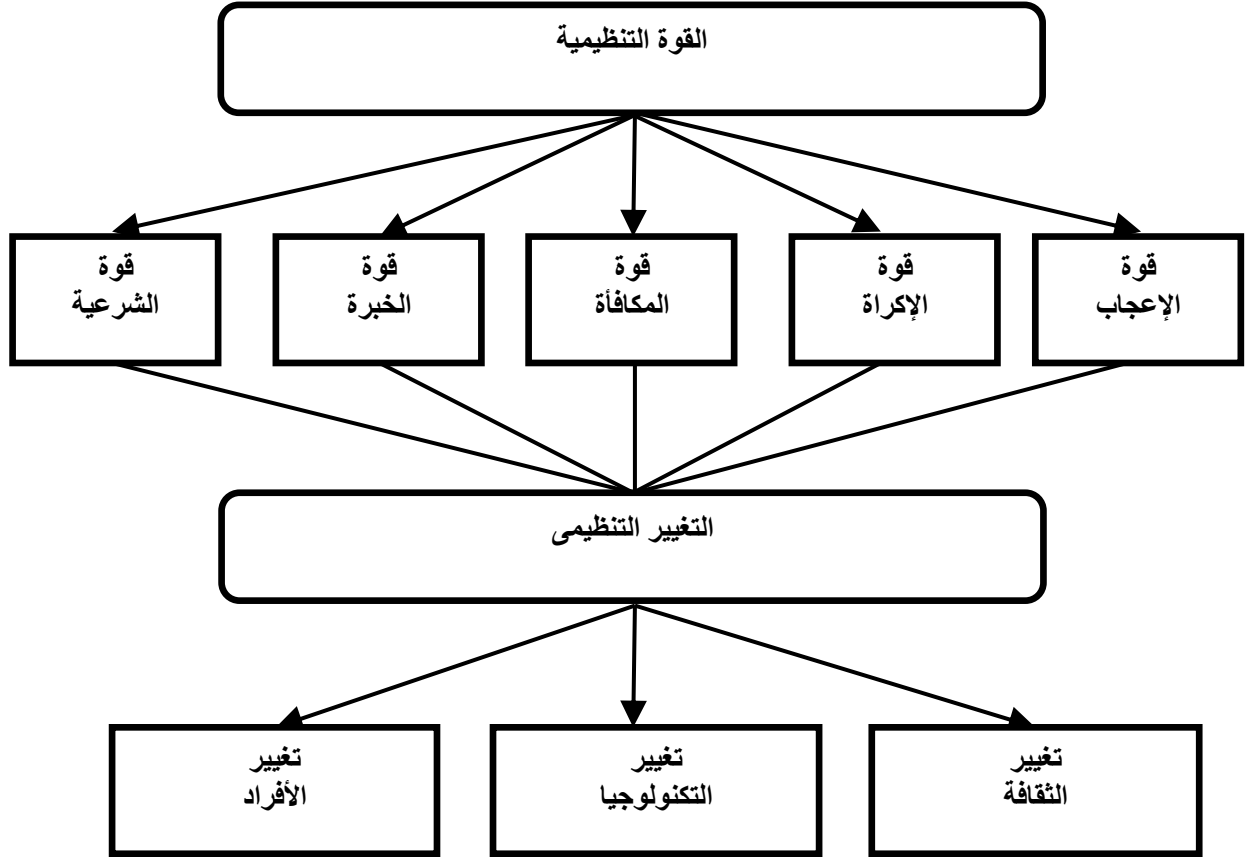 القوة التنظيمية
قوة
الإعجاب
قوة
الإكراة
قوة
المكافأة
قوة
الخبرة
قوة
الشرعية
التغيير التنظيمى
تغيير
الثقافة
تغيير
التكنولوجيا
تغيير
الأفراد